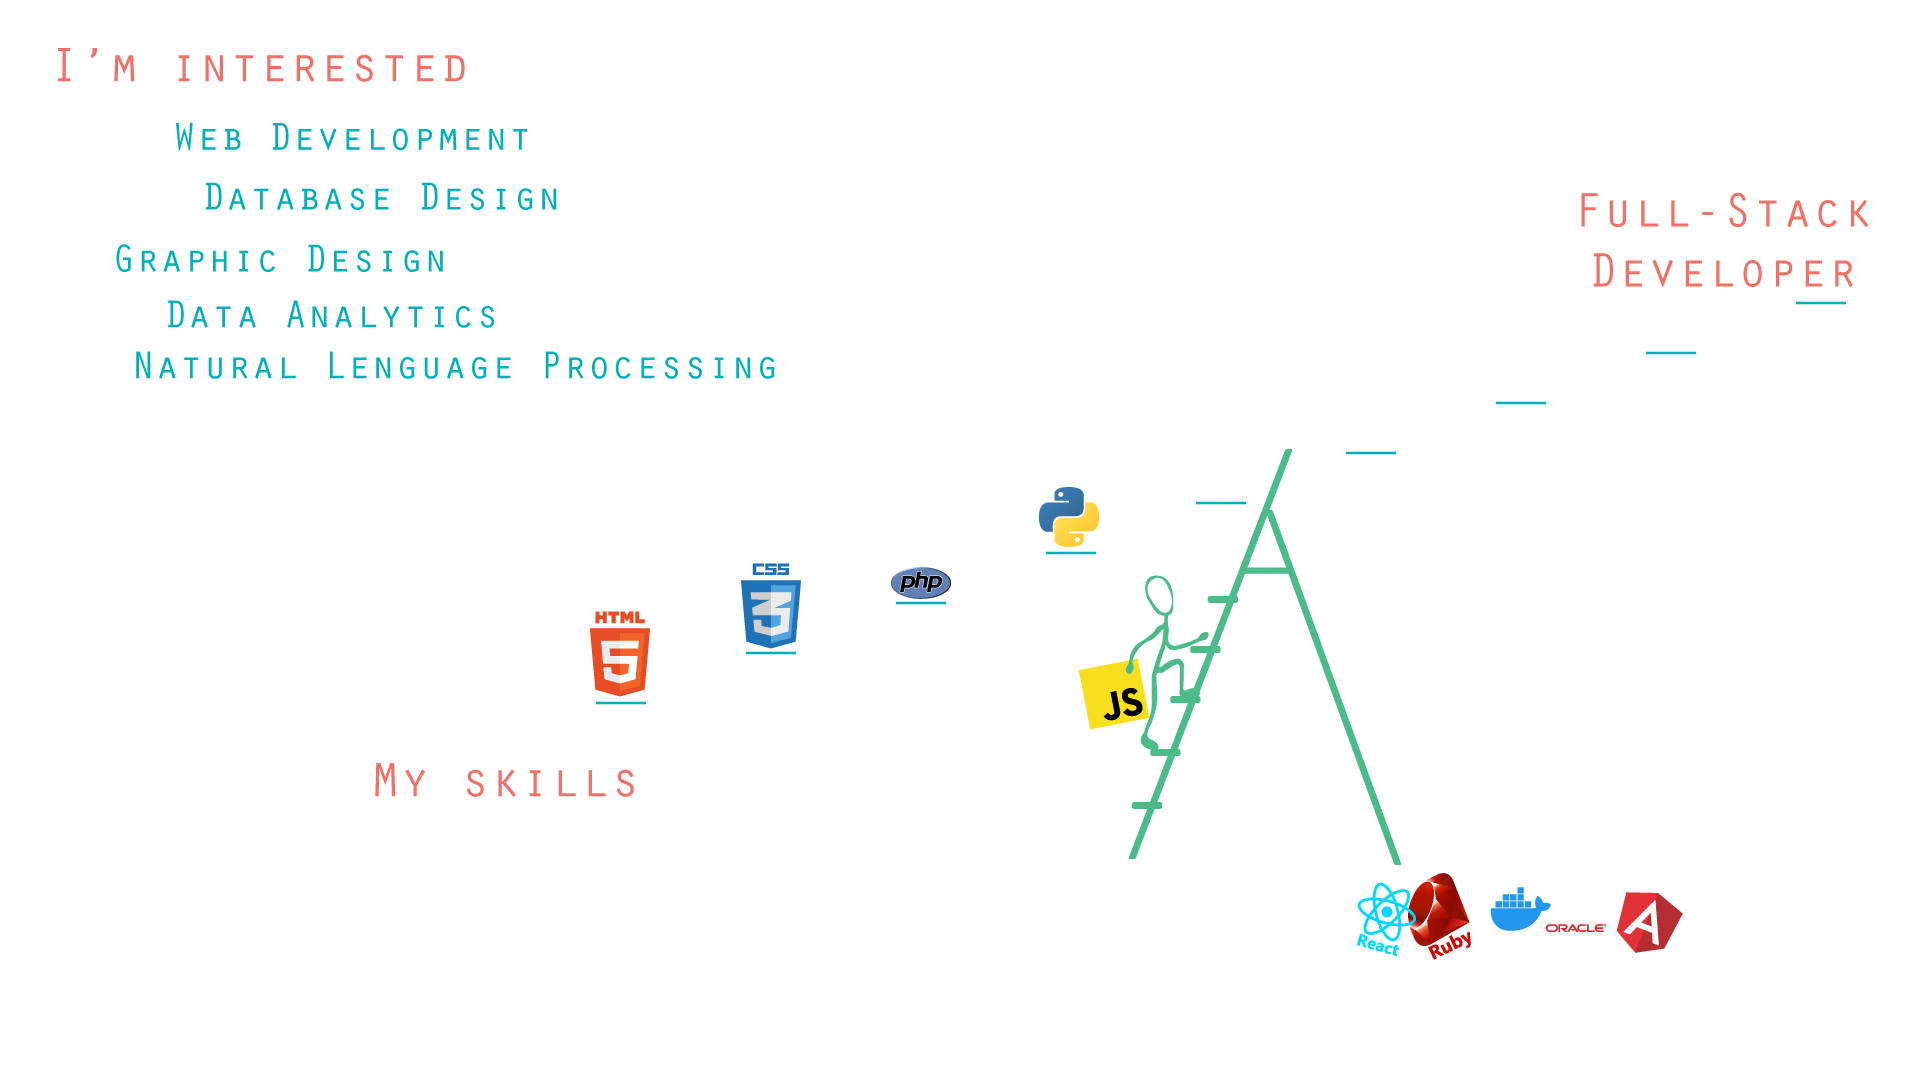 I'm interested
Web Development
Database Design
Graphic Design
Data Analytics
Natural Lenguage Processing
Full-Stack
Developer
CSS
3
php
HTML
5
JS
My skills
React
Ruby
ORACLE
A